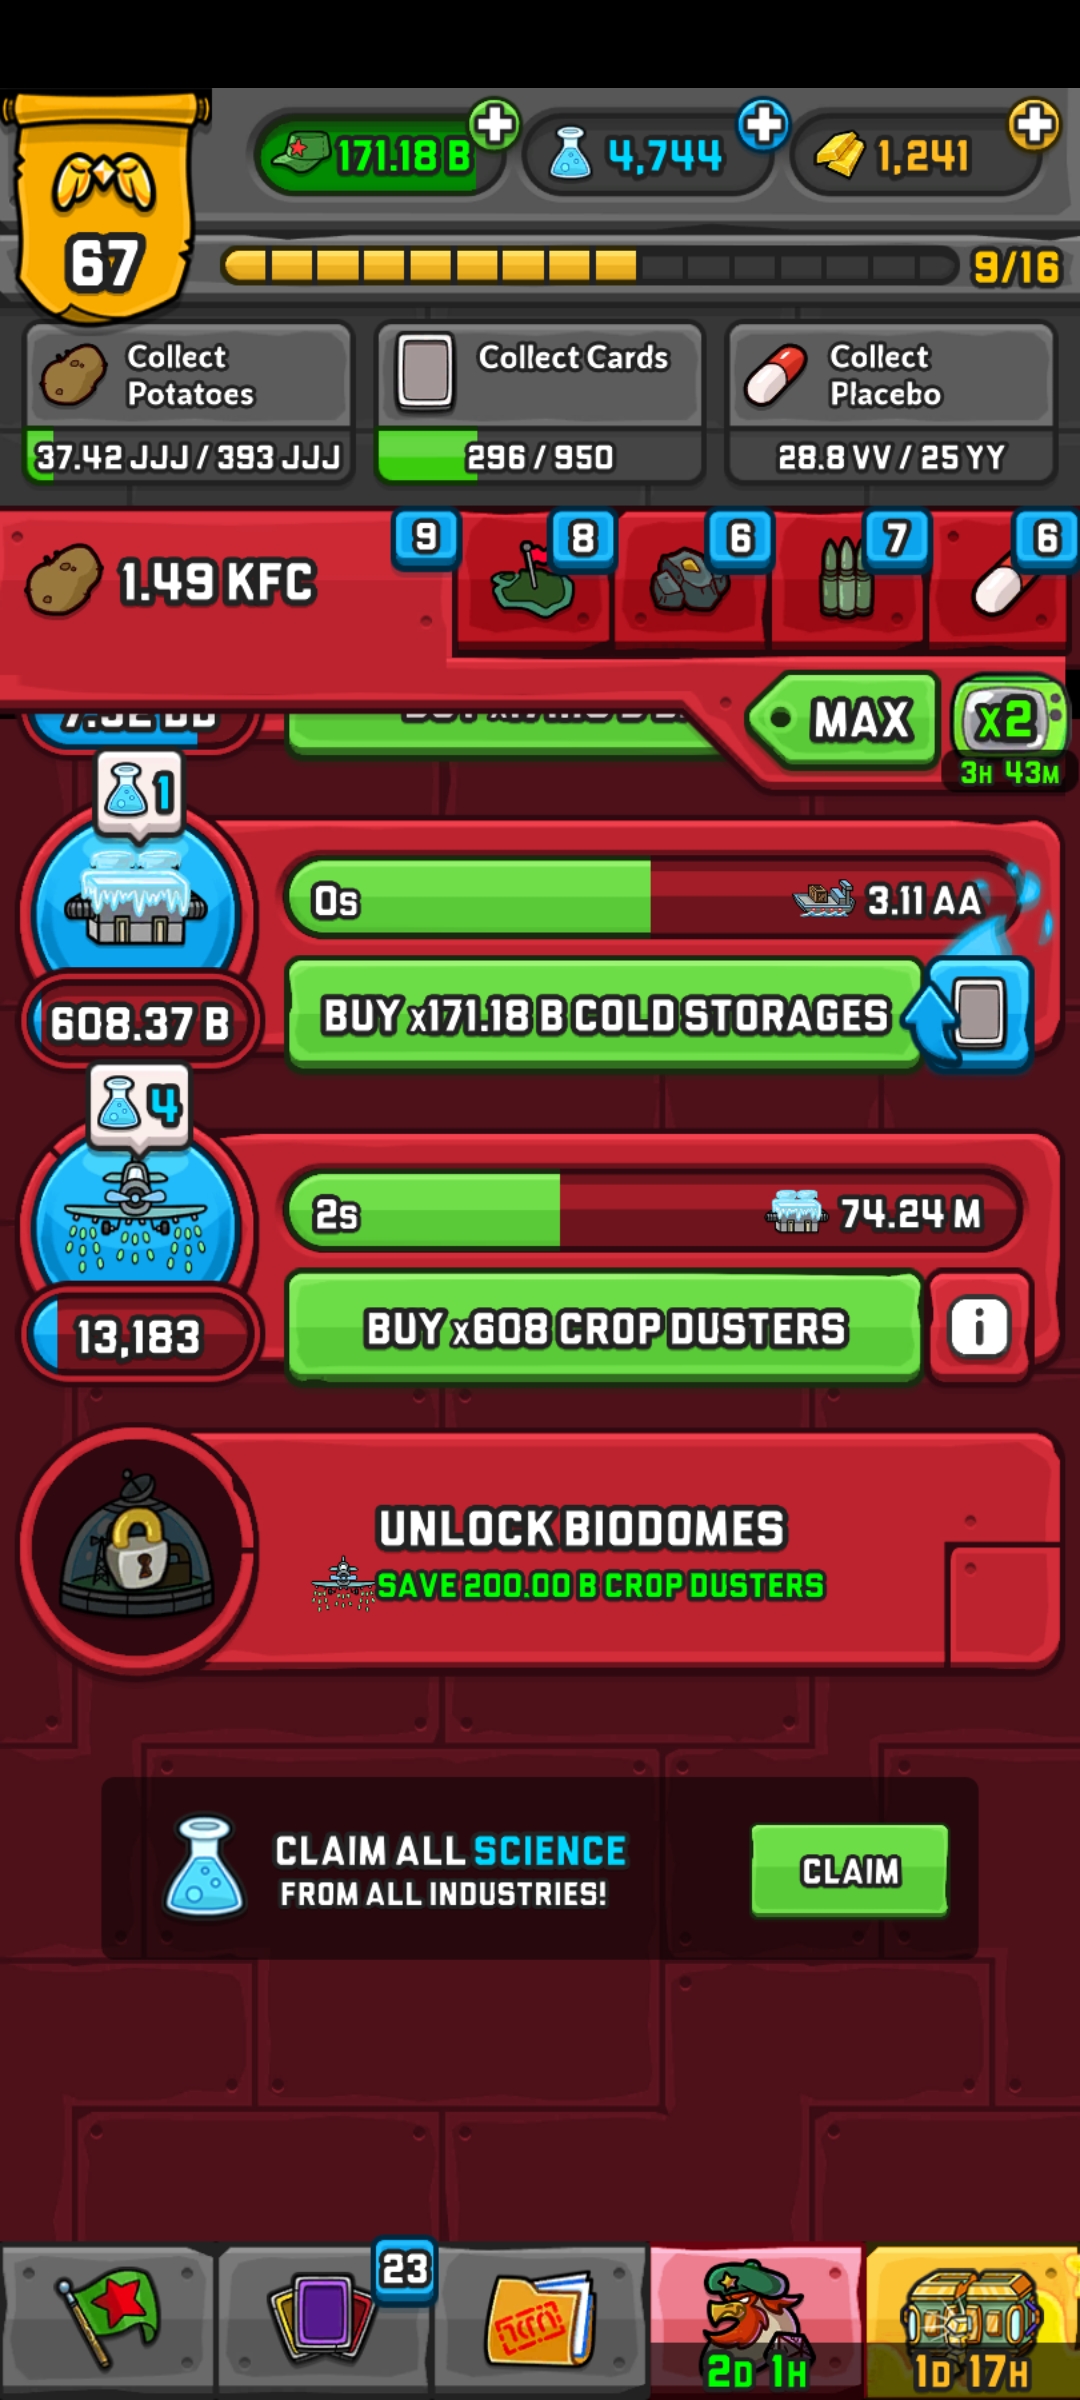 171.18 B
4,744
1,241
67
9/16
Collect
Potatoes
37.42 JJJ / 393 JJJ
Collect Cards
296 / 950
Collect
Placebo
28.8 VV / 25 YY
1.49 KFC
9
8
6
7
6
MAX
x2
3H 43M
1
0s
3.11 AA
608.37 B
BUY x171.18 B COLD STORAGES
4
2s
74.24 M
13,183
BUY x608 CROP DUSTERS
i
UNLOCK BIODOMES
SAVE 200.00 B CROP DUSTERS
CLAIM ALL SCIENCE
FROM ALL INDUSTRIES!
CLAIM
23
2D 1H
1D 17H